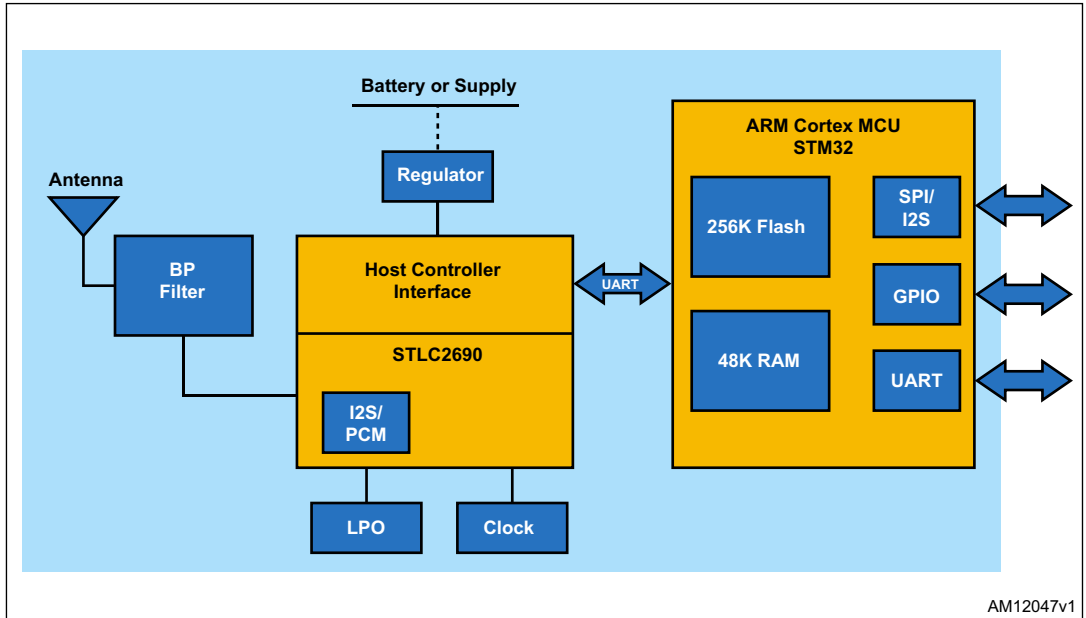 Battery or Supply
Regulator
Antenna
BP
Filter
Host Controller
Interface
STLC2690
I2S/
PCM
LPO
Clock
UART
ARM Cortex MCU
STM32
256K Flash
48K RAM
SPI/
I2S
GPIO
UART
AM12047v1